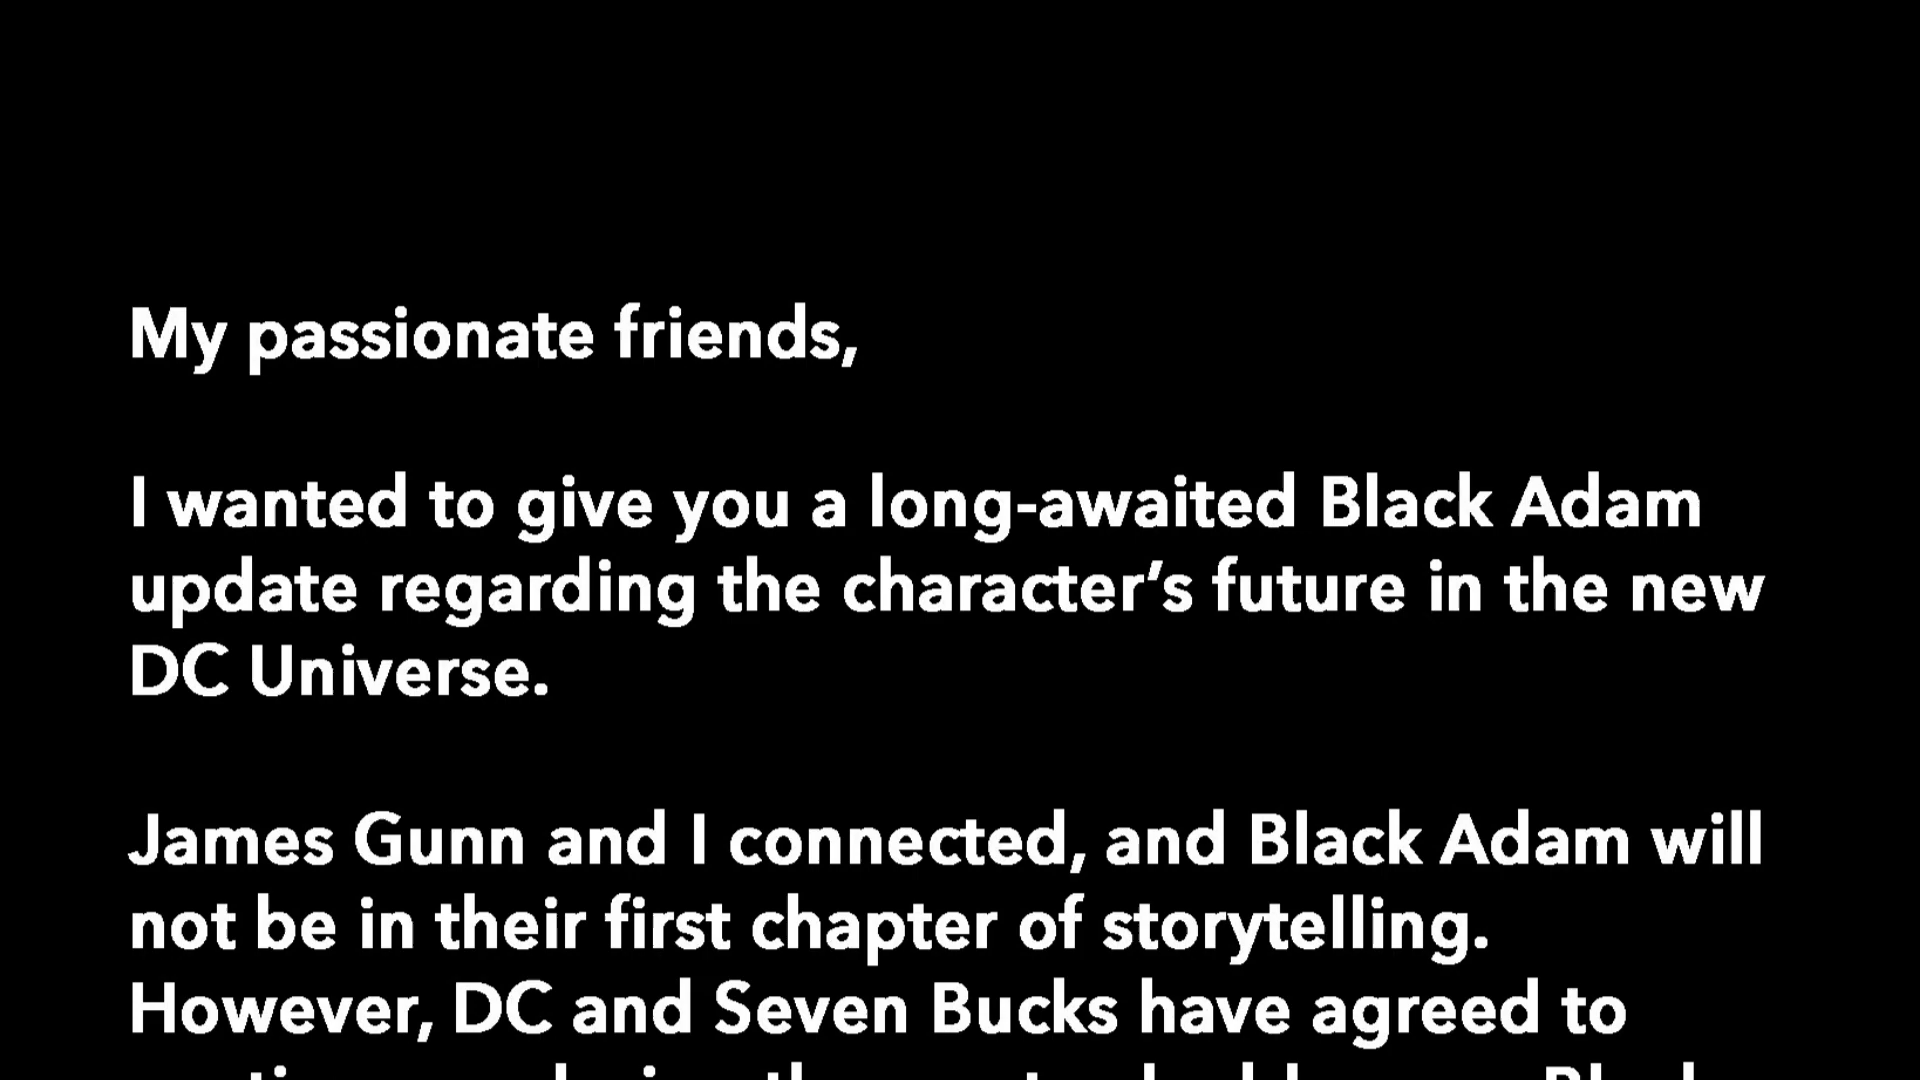 My passionate friends,
I wanted to give you a long-awaited Black Adam
update regarding the character’s future in the new
DC Universe.
James Gunn and I connected, and Black Adam will
not be in their first chapter of storytelling.
However, DC and Seven Bucks have agreed to